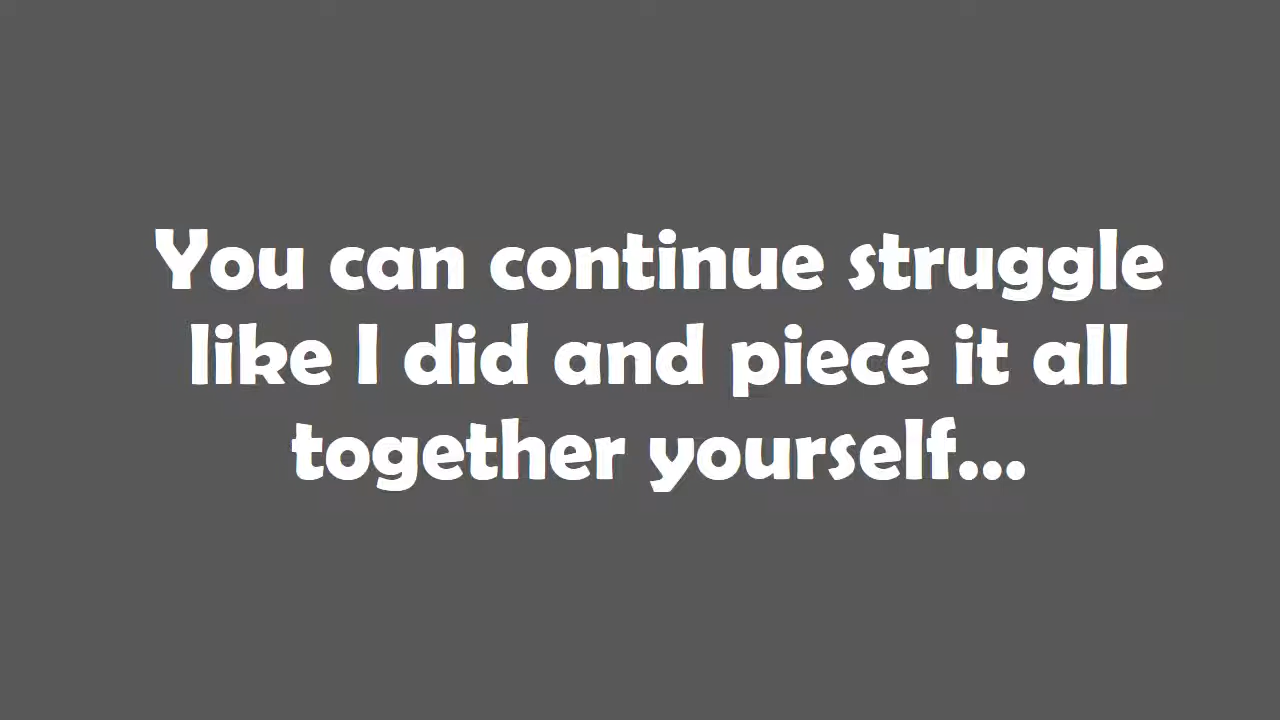 You can continue struggle
like I did and piece it all
together yourself...